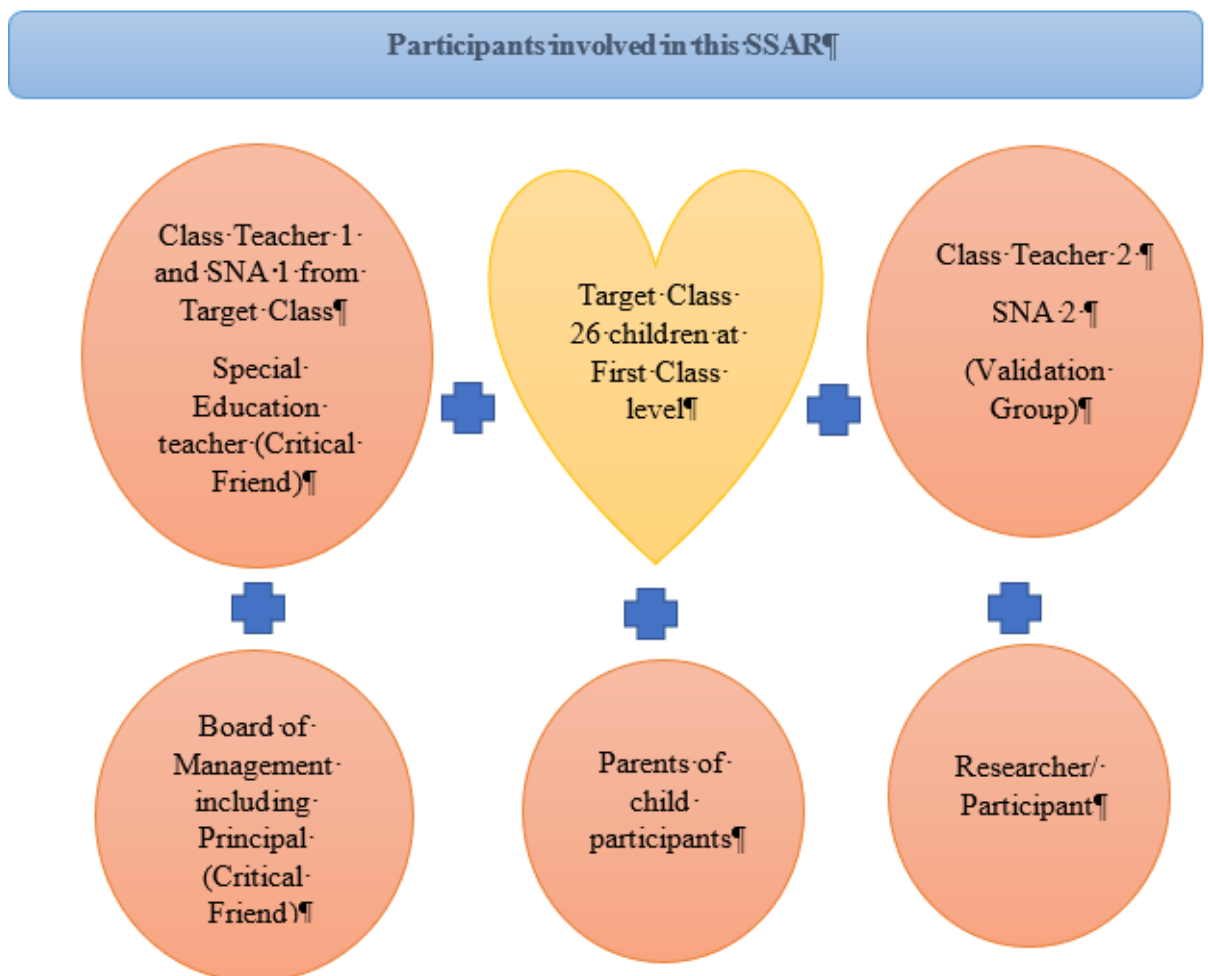 Participants·involved·in·this·SSAR¶
Class·Teacher·1·
and·SNA·1·from·
Target·Class¶
Special·
Education·
teacher·(Critical·
Friend)¶
Target·Class·
26·children·at·
First·Class·
level¶
Class·Teacher·2·¶
SNA·2·¶
(Validation·
Group)¶
Board·of·
Management·
including·
Principal·
(Critical·
Friend)¶
Parents·of·
child·
participants¶
Researcher/·
Participant¶